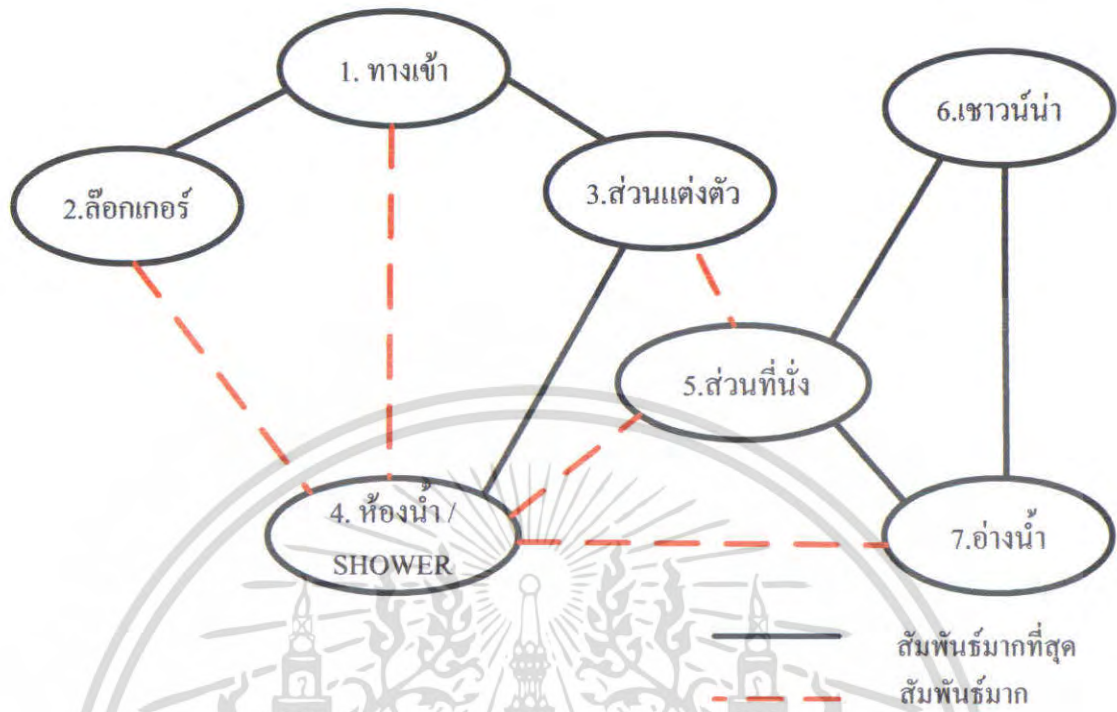 1. ทางเข้า
6.เซาวน์น่า
2.ล๊อกเกอร์
3.ส่วนแต่งตัว
5.ส่วนที่นั่ง
4. ห้องน้ำ /
SHOWER
7.อ่างน้ำ
สัมพันธ์มากที่สุด
สัมพันธ์มาก